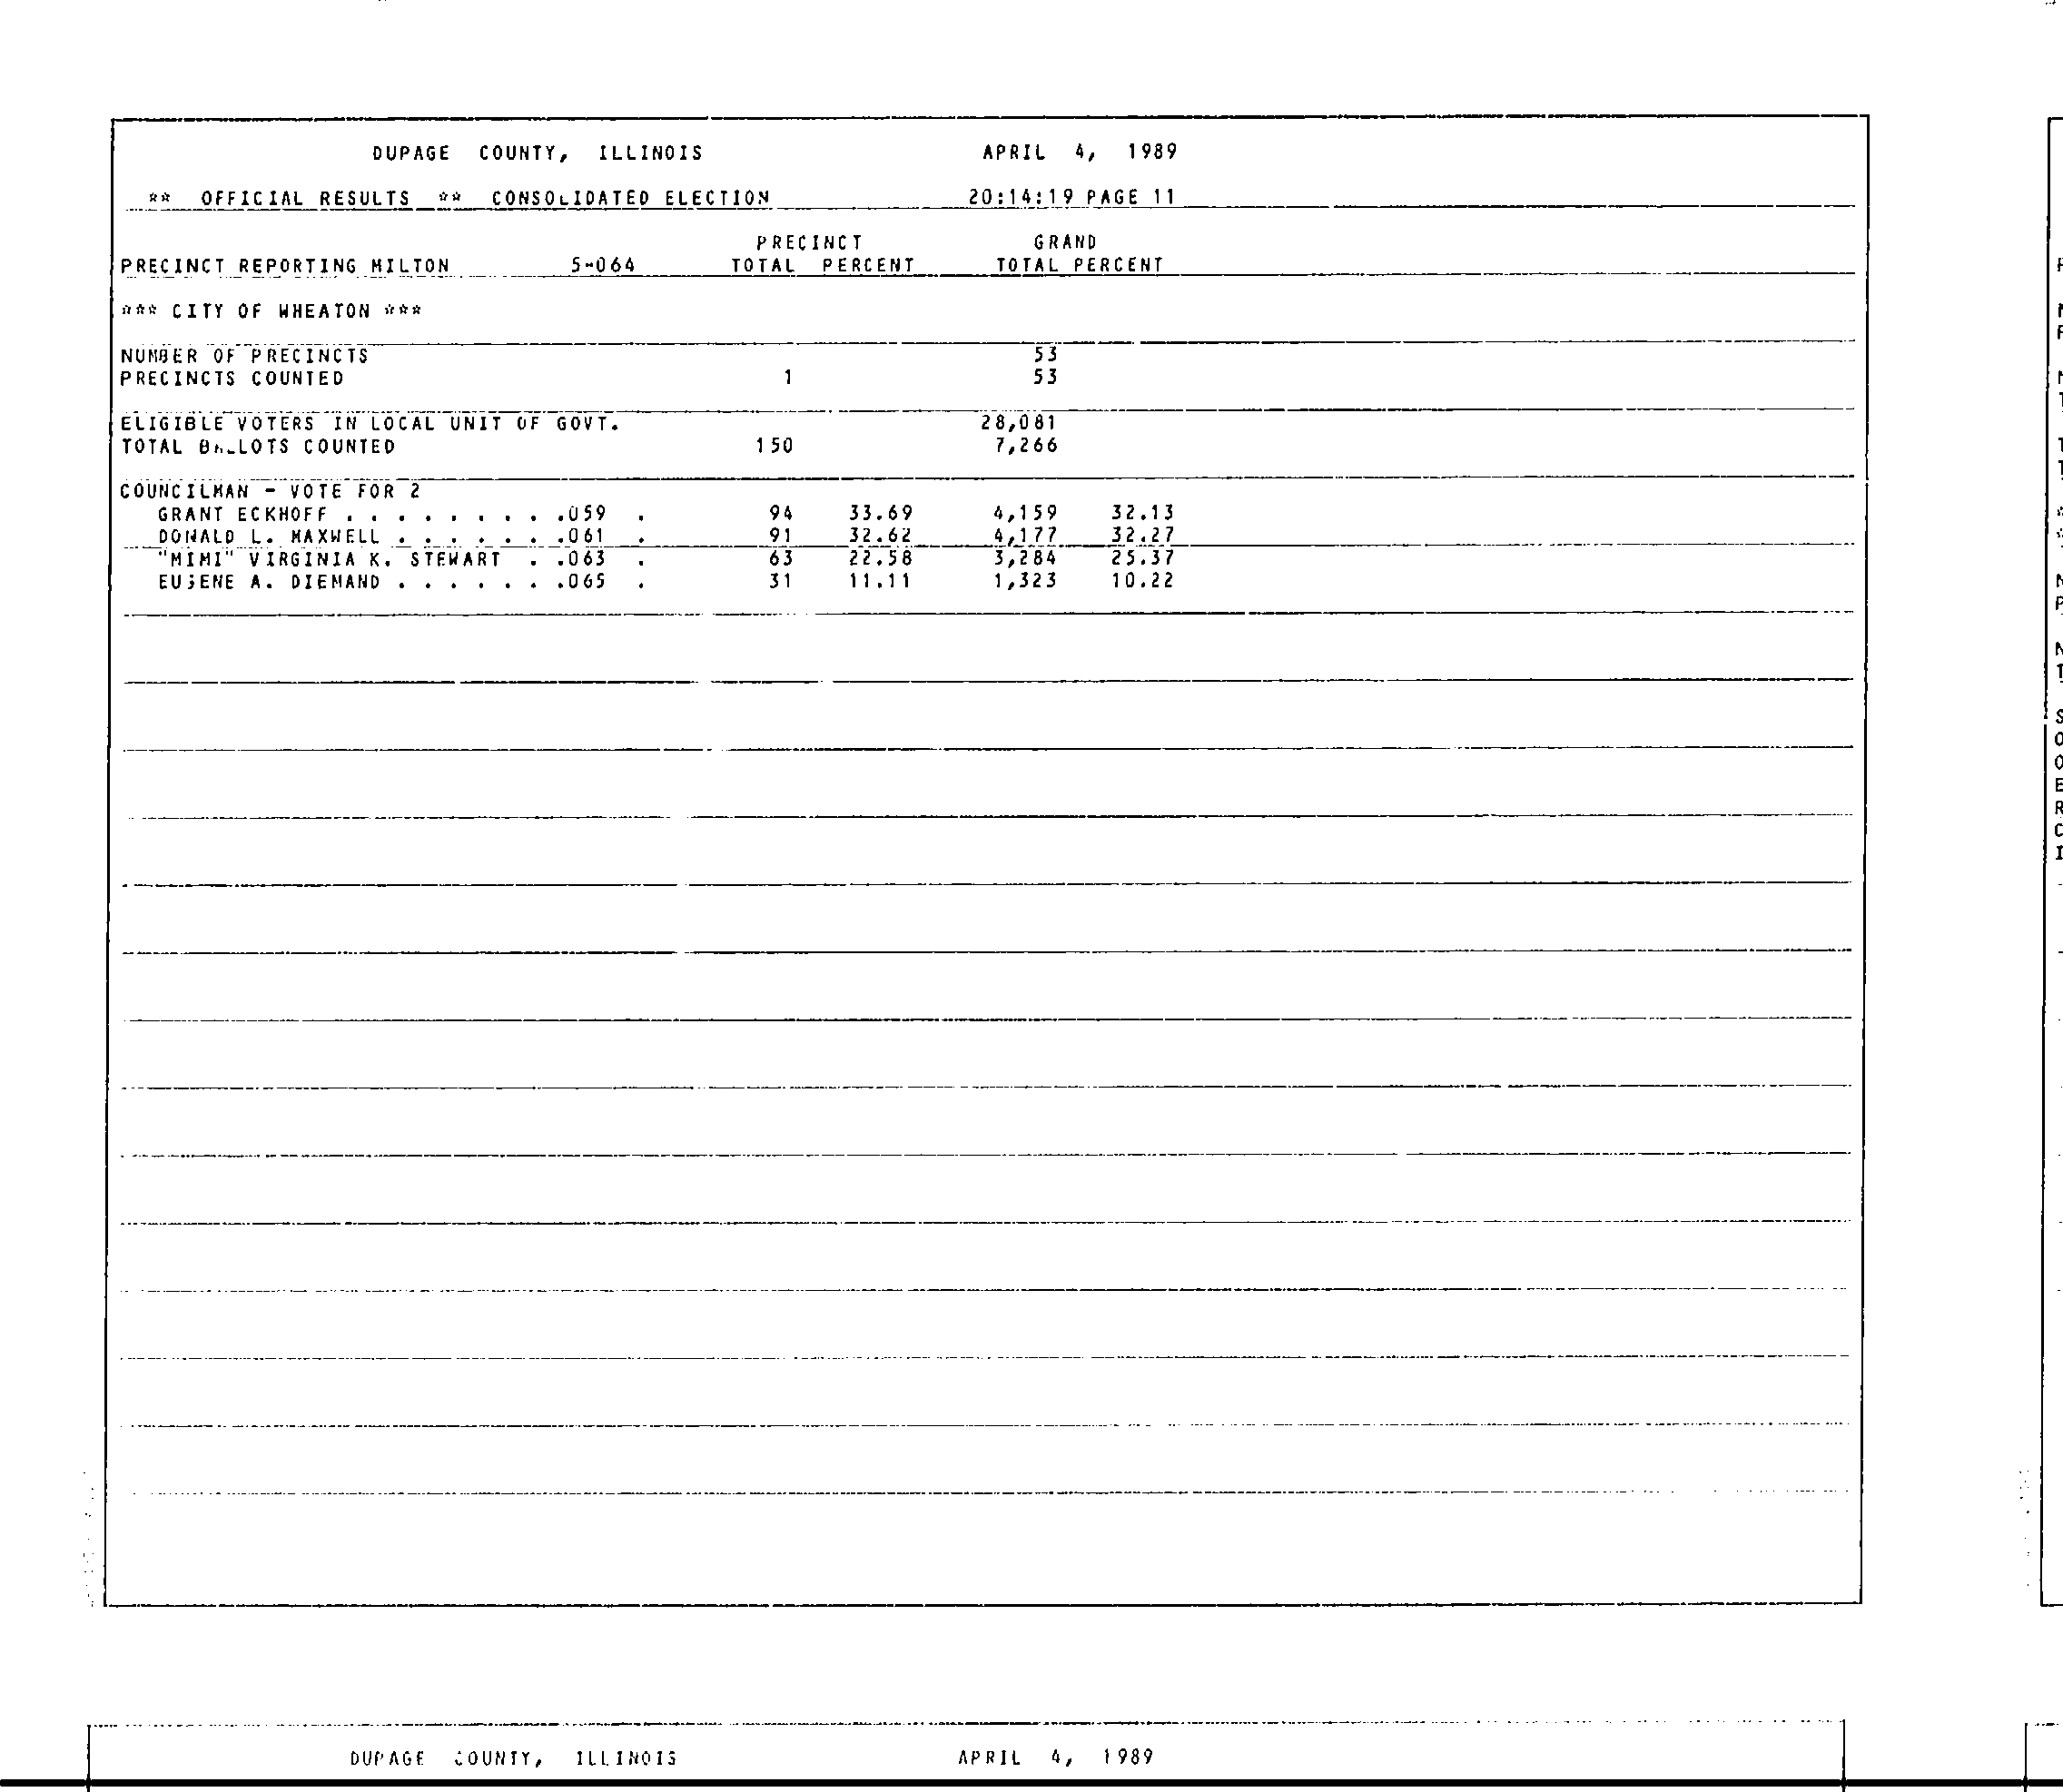 DUPAGE COUNTY, ILLINOIS APRIL 4, 1989
** OFFICIAL RESULTS ** CONSOLIDATED ELECTION 20:14:19 PAGE 11
PRECINCT GRAND
PRECINCT REPORTING MILTON 5-064 TOTAL PERCENT TOTAL PERCENT
*** CITY OF WHEATON ***
NUMBER OF PRECINCTS 53
PRECINCTS COUNTED 1 53
ELIGIBLE VOTERS IN LOCAL UNIT OF GOVT. 28,081
TOTAL BALLOTS COUNTED 150 7,266
COUNCILMAN - VOTE FOR 2
GRANT ECKHOFF . . . . . . . . .059 . 94 33.69 4,159 32.13
DONALD L. MAXWELL . . . . . . .061 . 91 32.62 4,177 32.27
"MIMI" VIRGINIA K. STEWART . .063 . 63 22.58 3,284 25.37
EUGENE A. DIEMAND . . . . . . .065 . 31 11.11 1,323 10.22
DUPAGE COUNTY, ILLINOIS APRIL 4, 1989